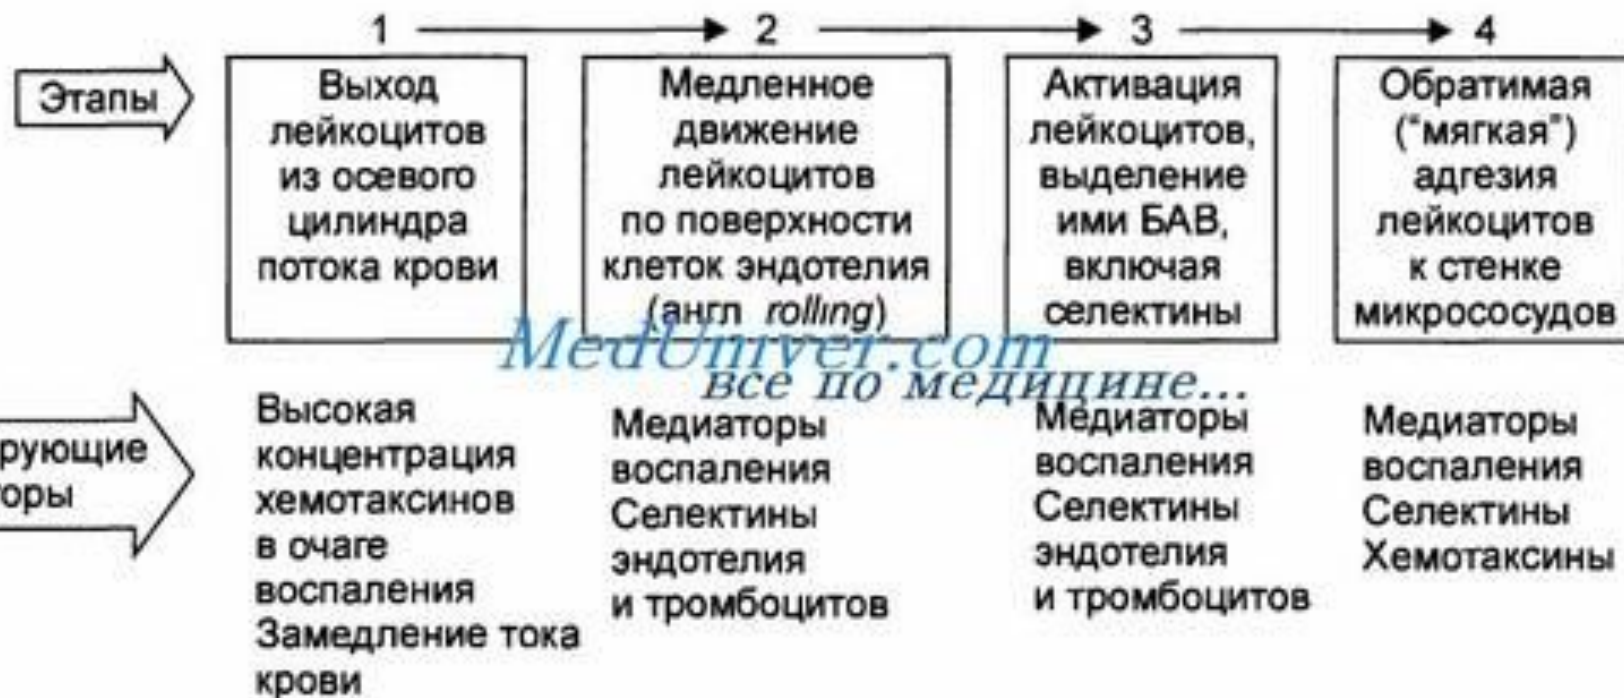 1 2 3 4
Этапы
Выход
лейкоцитов
из осевого
цилиндра
потока крови
Медленное
движение
лейкоцитов
по поверхности
клеток эндотелия
(англ rolling)
Активация
лейкоцитов,
выделение
ими БАВ,
включая
селектины
Обратимая
("мягкая")
адгезия
лейкоцитов
к стенке
микрососудов
MedUniver.com
все по медицине...
рующие
торы
Высокая
концентрация
хемотаксинов
в очаге
воспаления
Замедление тока
крови
Медиаторы
воспаления
Селектины
эндотелия
и тромбоцитов
Медиаторы
воспаления
Селектины
эндотелия
и тромбоцитов
Медиаторы
воспаления
Селектины
Хемотаксины